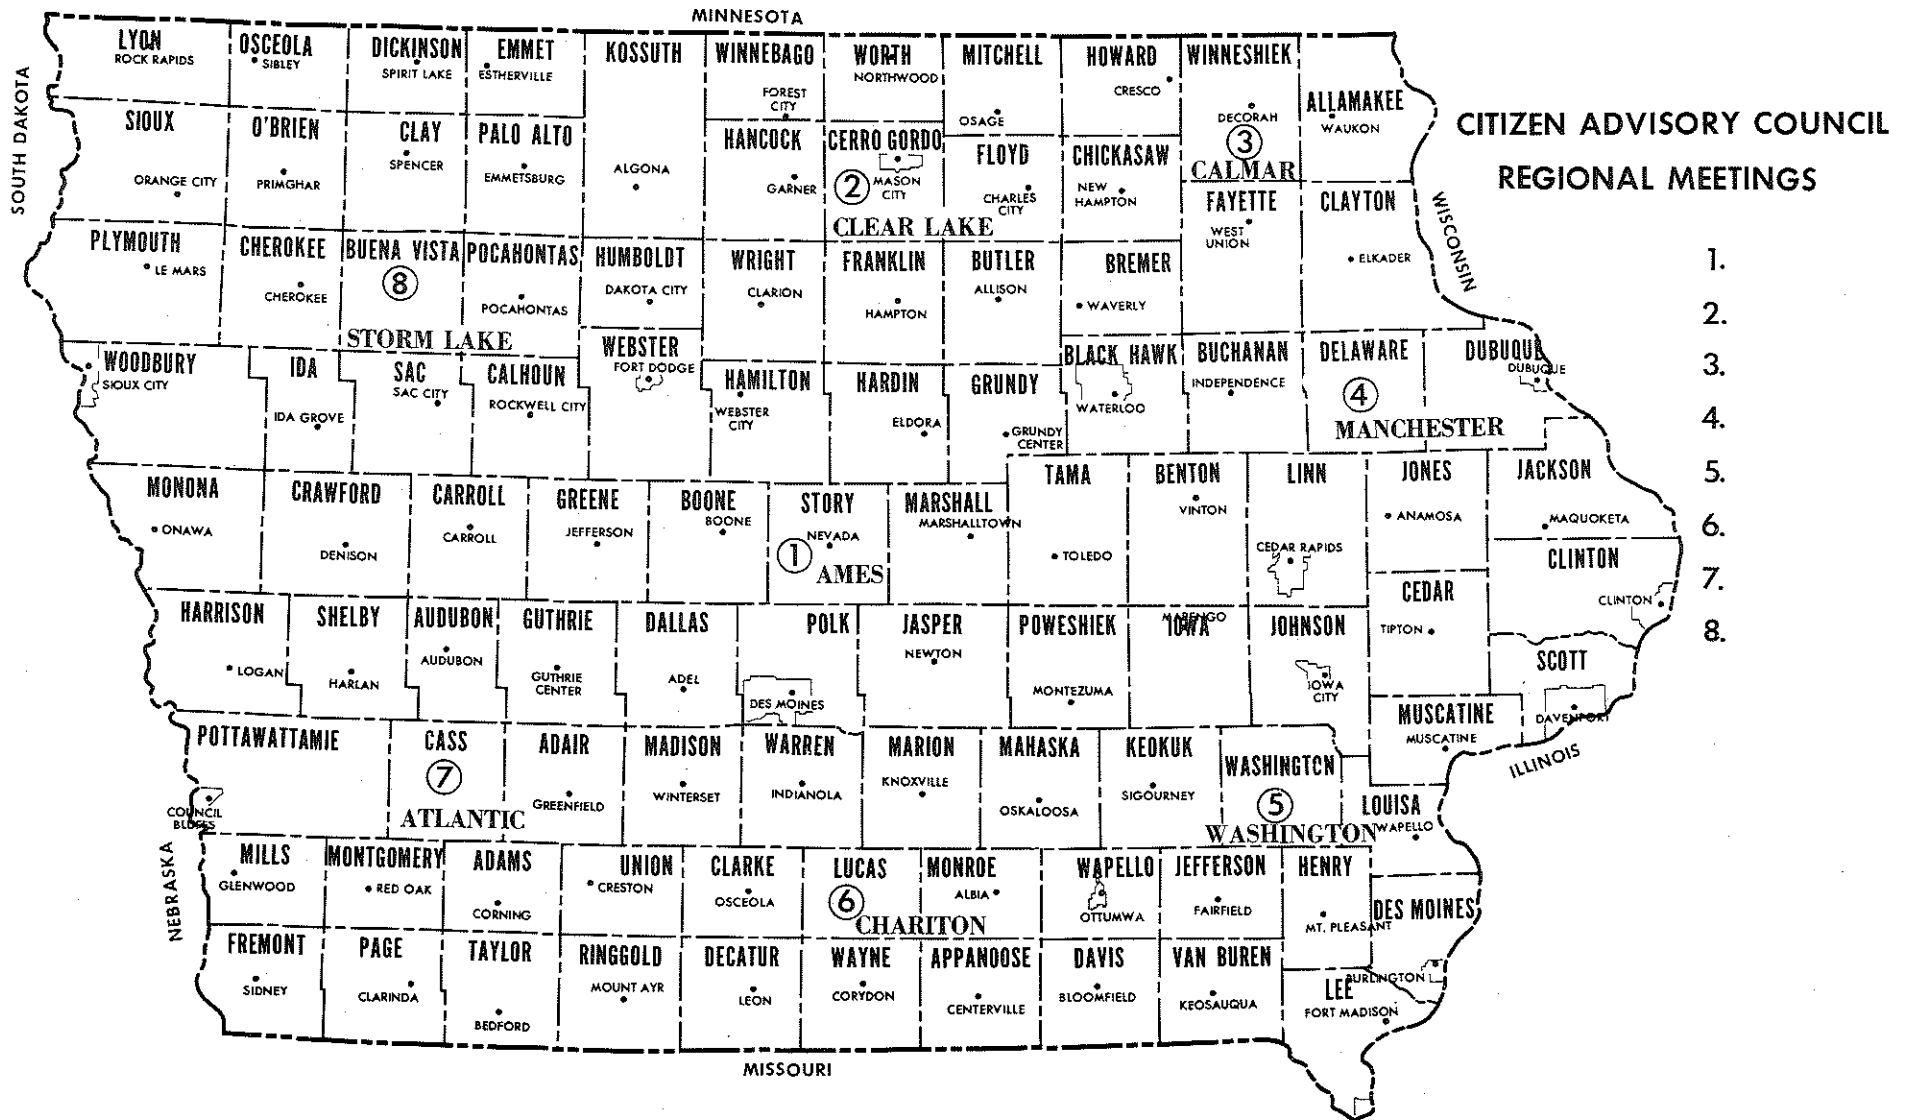 MINNESOTA
LYON
ROCK RAPIDS
OSCEOLA
SIBLEY
DICKINSON
SPIRIT LAKE
EMMET
ESTHERVILLE
KOSSUTH
ALGONA
WINNEBAGO
FOREST
CITY
WORTH
NORTHWOOD
MITCHELL
OSAGE
HOWARD
CRESCO
WINNESHIEK
DECORAH
3
CALMAR
ALLAMAKEE
WAUKON
CITIZEN ADVISORY COUNCIL
REGIONAL MEETINGS
1.
2.
3.
4.
5.
6.
7.
8.
SOUTH DAKOTA
SIOUX
ORANGE CITY
O'BRIEN
PRIMGHAR
CLAY
SPENCER
PALO ALTO
EMMETSBURG
HANCOCK
GARNER
CERRO GORDO
2
MASON
CITY
CLEAR LAKE
FLOYD
CHARLES
CITY
CHICKASAW
NEW
HAMPTON
FAYETTE
WEST
UNION
CLAYTON
ELKADER
WISCONSIN
PLYMOUTH
LE MARS
CHEROKEE
CHEROKEE
BUENA VISTA
8
STORM LAKE
POCAHONTAS
POCAHONTAS
HUMBOLDT
DAKOTA CITY
WRIGHT
CLARION
FRANKLIN
HAMPTON
BUTLER
ALLISON
BREMER
WAVERLY
WOODBURY
SIOUX CITY
IDA
IDA GROVE
SAC
SAC CITY
CALHOUN
ROCKWELL CITY
WEBSTER
FORT DODGE
HAMILTON
WEBSTER
CITY
HARDIN
ELDORA
GRUNDY
GRUNDY
CENTER
BLACK HAWK
WATERLOO
BUCHANAN
INDEPENDENCE
DELAWARE
4
MANCHESTER
DUBUQUE
DUBUQUE
MONONA
ONAWA
CRAWFORD
DENISON
CARROLL
CARROLL
GREENE
JEFFERSON
BOONE
BOONE
STORY
NEVADA
1
AMES
MARSHALL
MARSHALLTOWN
TAMA
TOLEDO
BENTON
VINTON
LINN
CEDAR RAPIDS
JONES
ANAMOSA
JACKSON
MAQUOKETA
CLINTON
CLINTON
HARRISON
LOGAN
SHELBY
HARLAN
AUDUBON
AUDUBON
GUTHRIE
GUTHRIE
CENTER
DALLAS
ADEL
POLK
DES MOINES
JASPER
NEWTON
POWESHIEK
MONTEZUMA
MARENGO
IOWA
JOHNSON
IOWA
CITY
CEDAR
TIPTON
SCOTT
DAVENPORT
MUSCATINE
MUSCATINE
ILLINOIS
POTTAWATTAMIE
COUNCIL
BLUFFS
CASS
7
ATLANTIC
ADAIR
GREENFIELD
MADISON
WINTERSET
WARREN
INDIANOLA
MARION
KNOXVILLE
MAHASKA
OSKALOOSA
KEOKUK
SIGOURNEY
WASHINGTON
5
WASHINGTON
LOUISA
WAPELLO
NEBRASKA
MILLS
GLENWOOD
MONTGOMERY
RED OAK
ADAMS
CORNING
UNION
CRESTON
CLARKE
OSCEOLA
LUCAS
6
CHARITON
MONROE
ALBIA
WAPELLO
OTTUMWA
JEFFERSON
FAIRFIELD
HENRY
MT. PLEASANT
DES MOINES
BURLINGTON
FREMONT
SIDNEY
PAGE
CLARINDA
TAYLOR
BEDFORD
RINGGOLD
MOUNT AYR
DECATUR
LEON
WAYNE
CORYDON
APPANOOSE
CENTERVILLE
DAVIS
BLOOMFIELD
VAN BUREN
KEOSAUQUA
LEE
FORT MADISON
MISSOURI